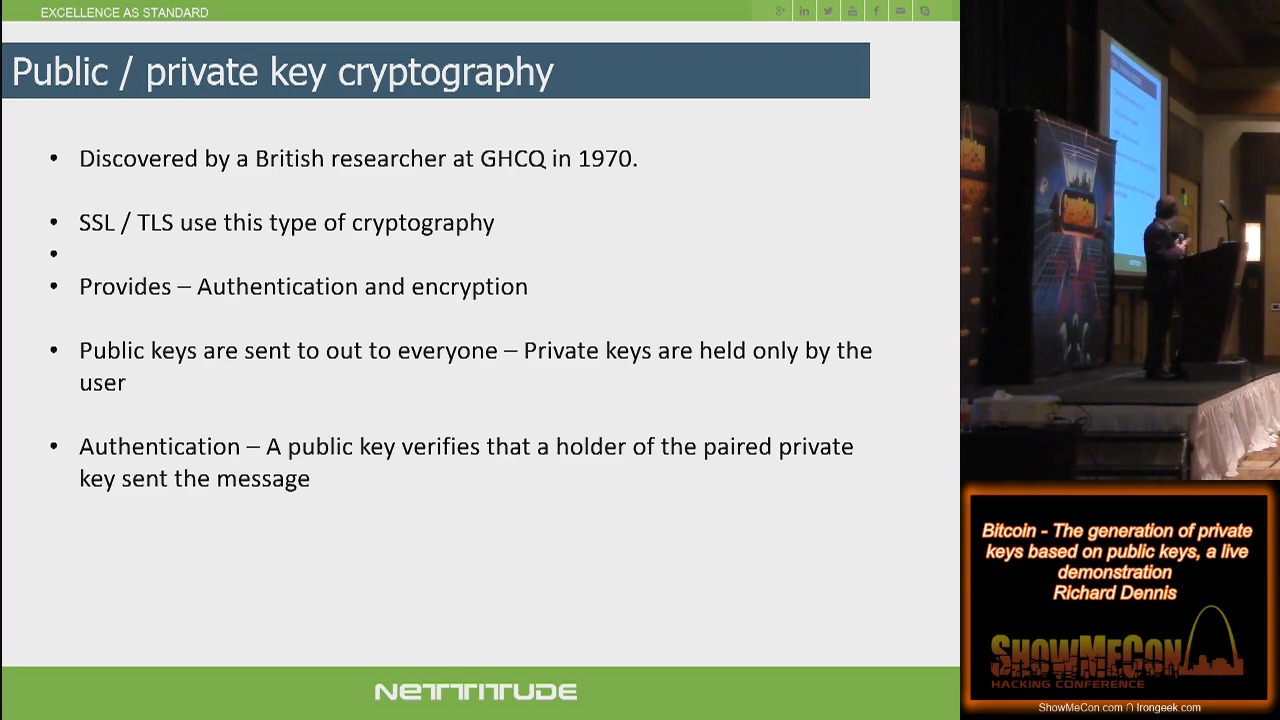 EXCELLENCE AS STANDARD
Public / private key cryptography
• Discovered by a British researcher at GHCQ in 1970.
• SSL / TLS use this type of cryptography
•
• Provides – Authentication and encryption
• Public keys are sent to out to everyone – Private keys are held only by the
user
• Authentication – A public key verifies that a holder of the paired private
key sent the message
NETTITUDE
Bitcoin - The generation of private
keys based on public keys, a live
demonstration
Richard Dennis
SHOWMECON
HACKING CONFERENCE
ShowMeCon.com ∩ Irongeek.com